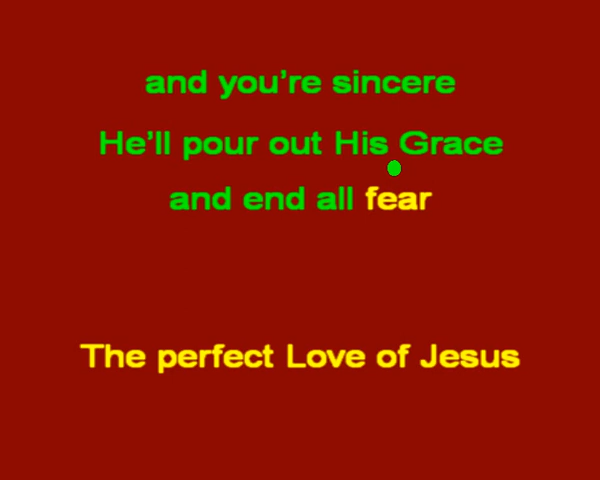 and you're sincere
He'll pour out His Grace
and end all fear
The perfect Love of Jesus